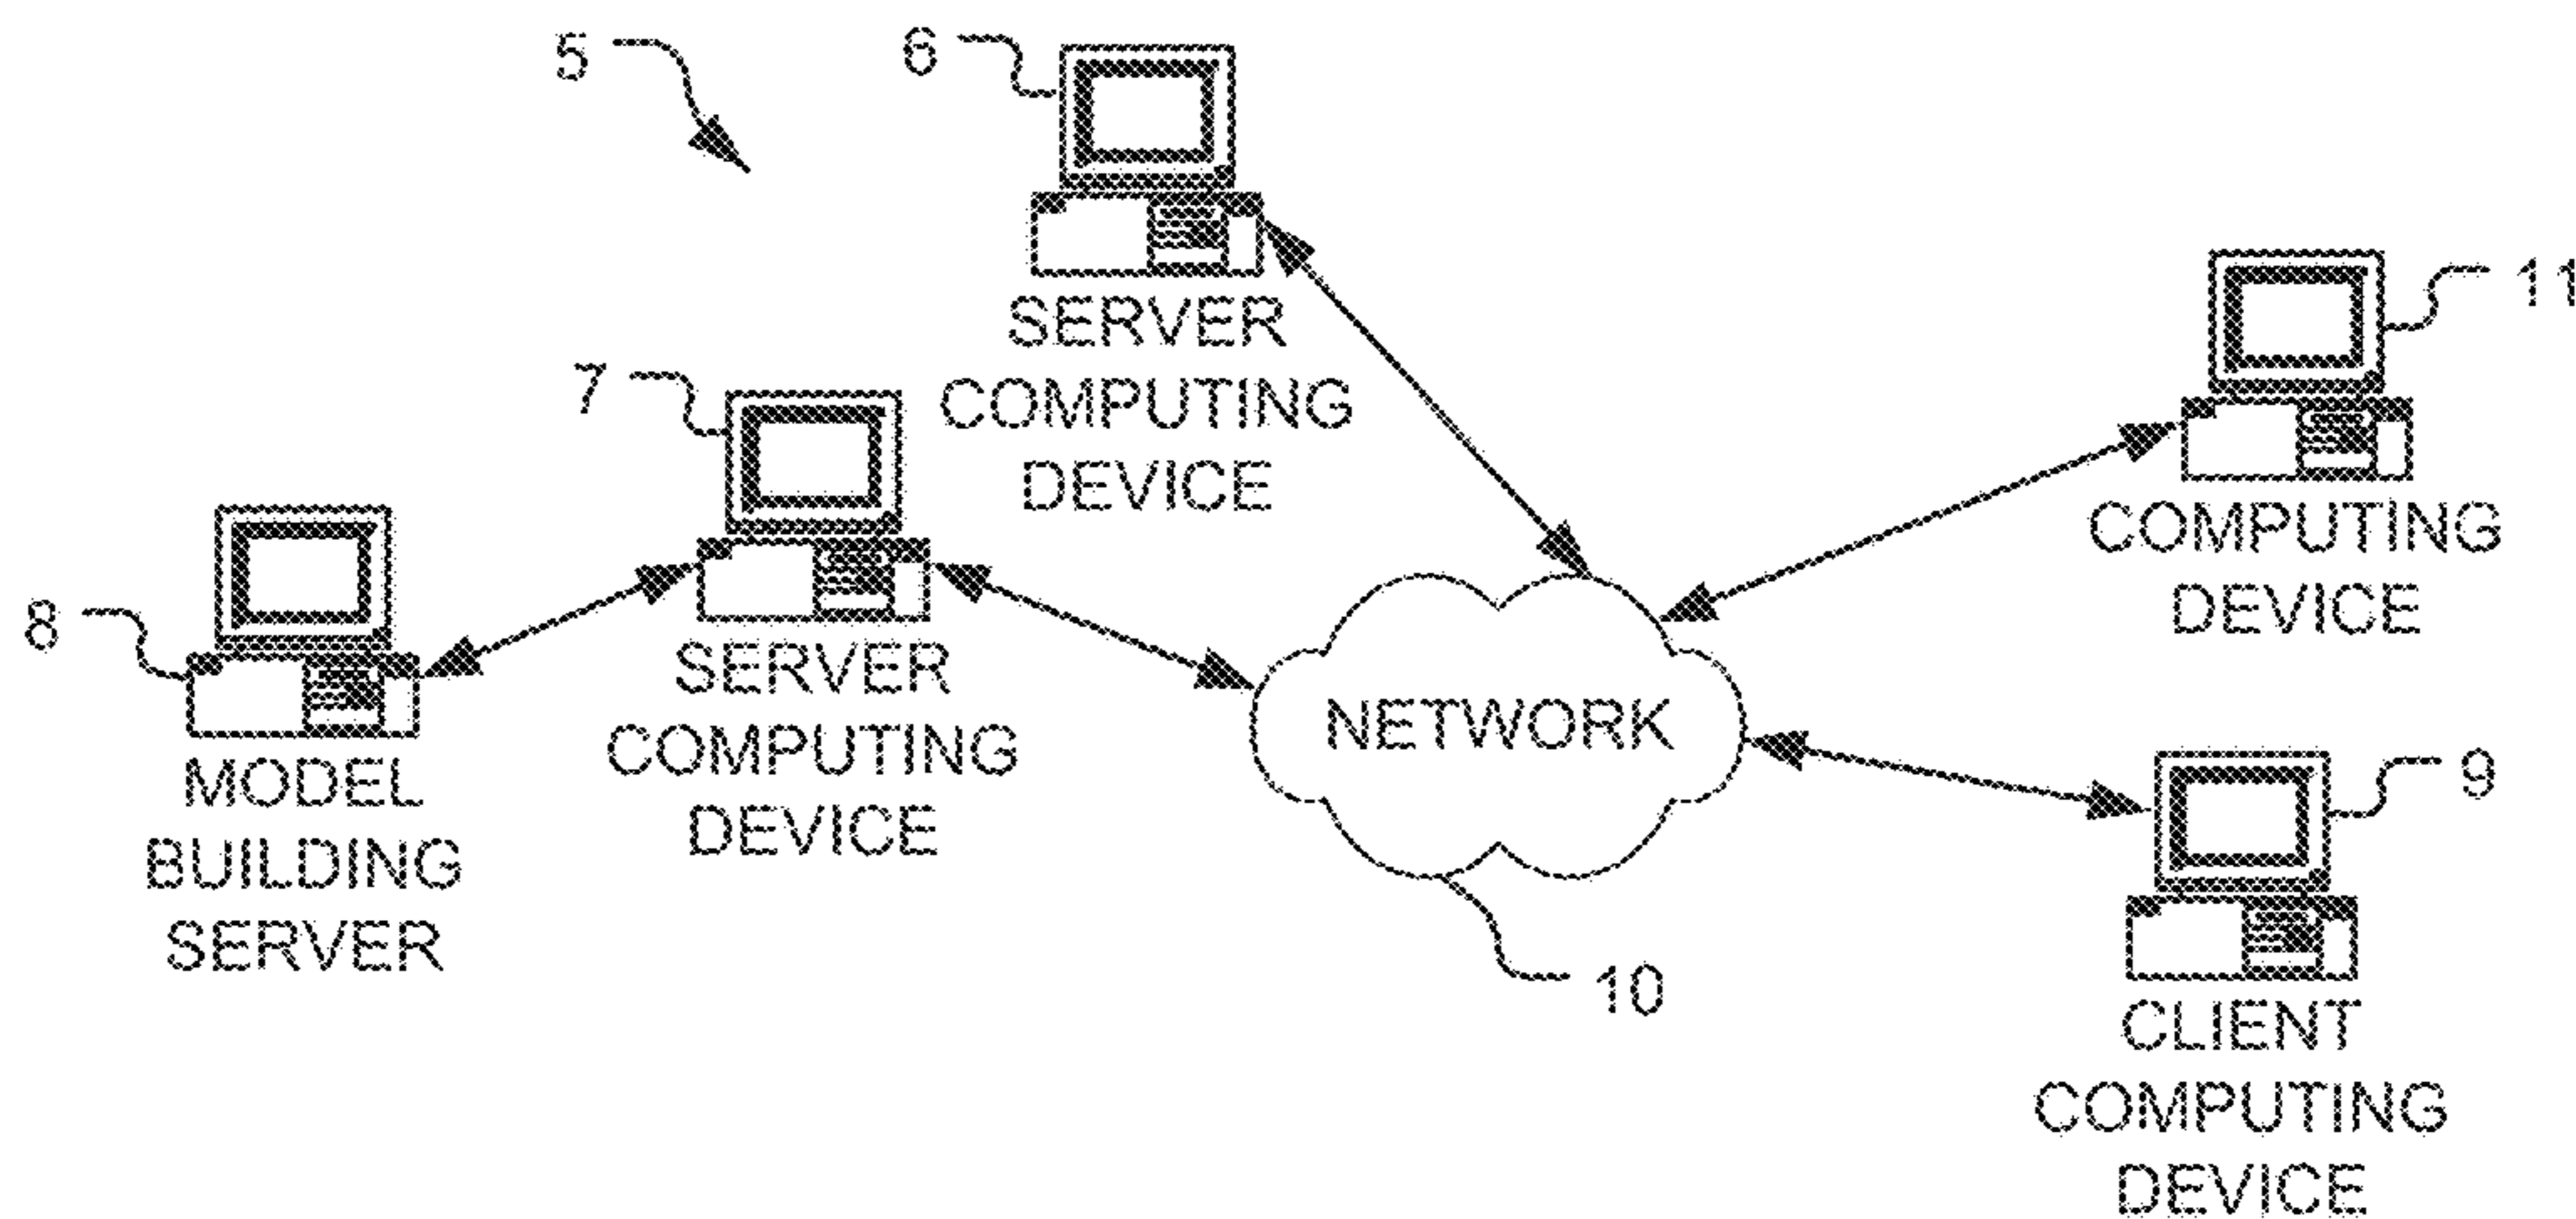 5
6
SERVER
COMPUTING
DEVICE
11
COMPUTING
DEVICE
7
SERVER
COMPUTING
DEVICE
8
MODEL
BUILDING
SERVER
NETWORK
10
9
CLIENT
COMPUTING
DEVICE